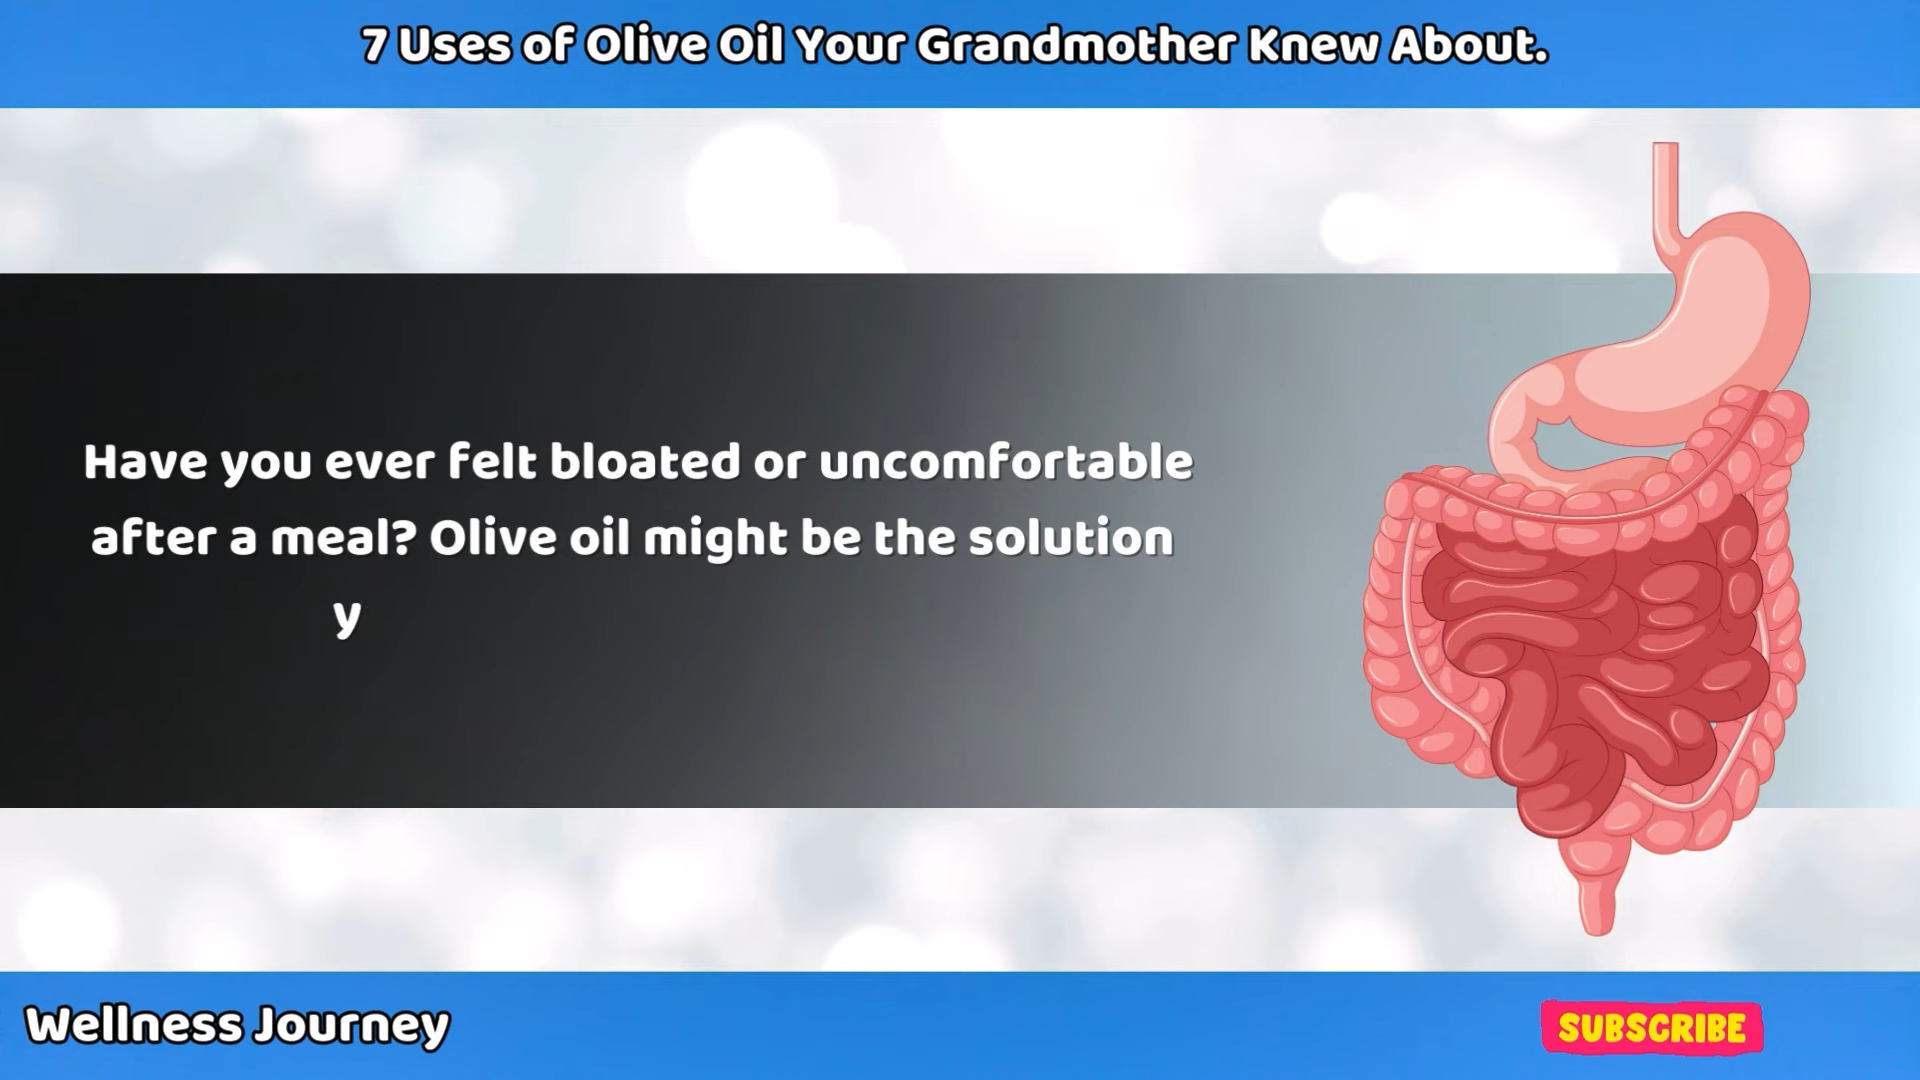 7 Uses of Olive Oil Your Grandmother Knew About.
Have you ever felt bloated or uncomfortable
after a meal? Olive oil might be the solution
y
Wellness Journey
SUBSCRIBE